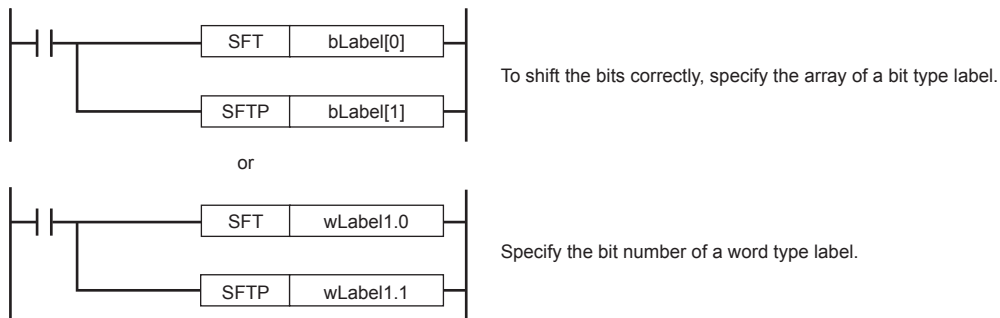 SFT bLabel[0]
To shift the bits correctly, specify the array of a bit type label.
SFTP bLabel[1]
or
SFT wLabel1.0
Specify the bit number of a word type label.
SFTP wLabel1.1